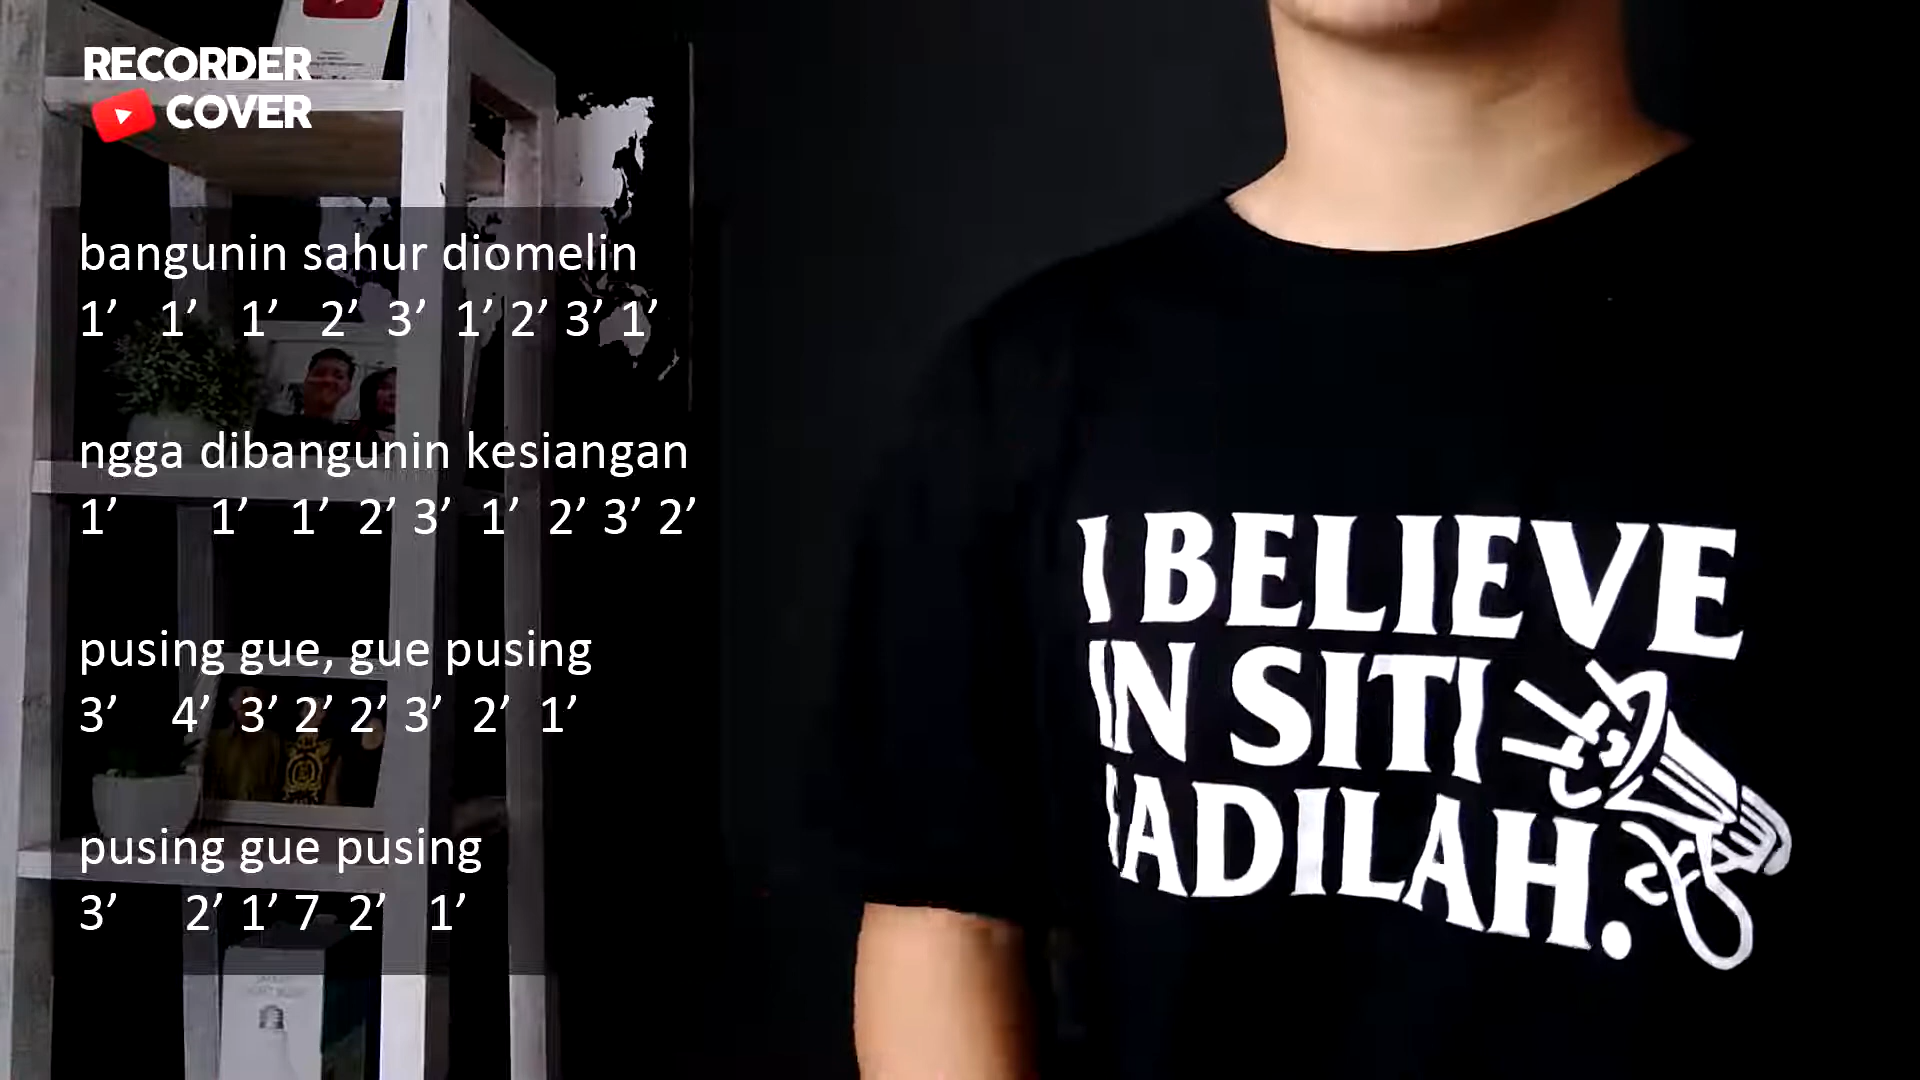 RECORDER
COVER
bangunin sahur diomelin
1’ 1’ 1’ 2’ 3’ 1’ 2’ 3’ 1’
ngga dibangunin kesiangan
1’ 1’ 1’ 2’ 3’ 1’ 2’ 3’ 2’
pusing gue, gue pusing
3’ 4’ 3’ 2’ 2’ 3’ 2’ 1’
pusing gue pusing
3’ 2’ 1’ 7 2’ 1’
I BELIEVE
IN SITI
FADILAH.